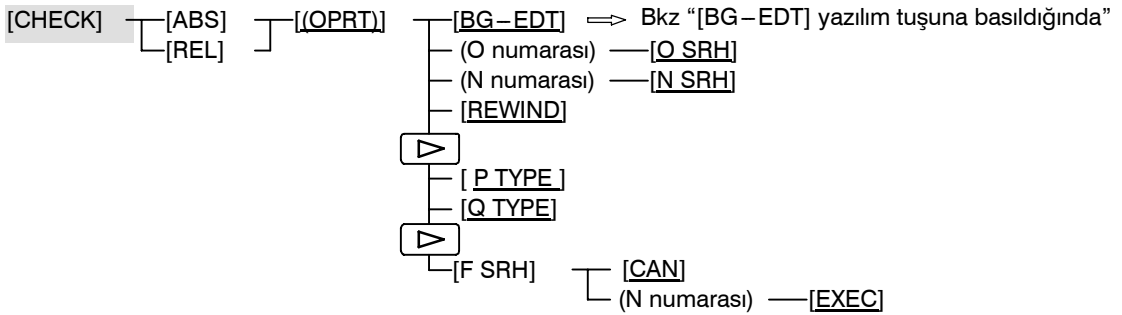 [CHECK] [ABS] [(OPRT)] [BG−EDT] ⟹ Bkz “[BG−EDT] yazılım tuşuna basıldığında”
[REL] (O numarası) [O SRH]
(N numarası) [N SRH]
[REWIND]
[ P TYPE ]
[Q TYPE]
[F SRH] [CAN]
(N numarası) [EXEC]